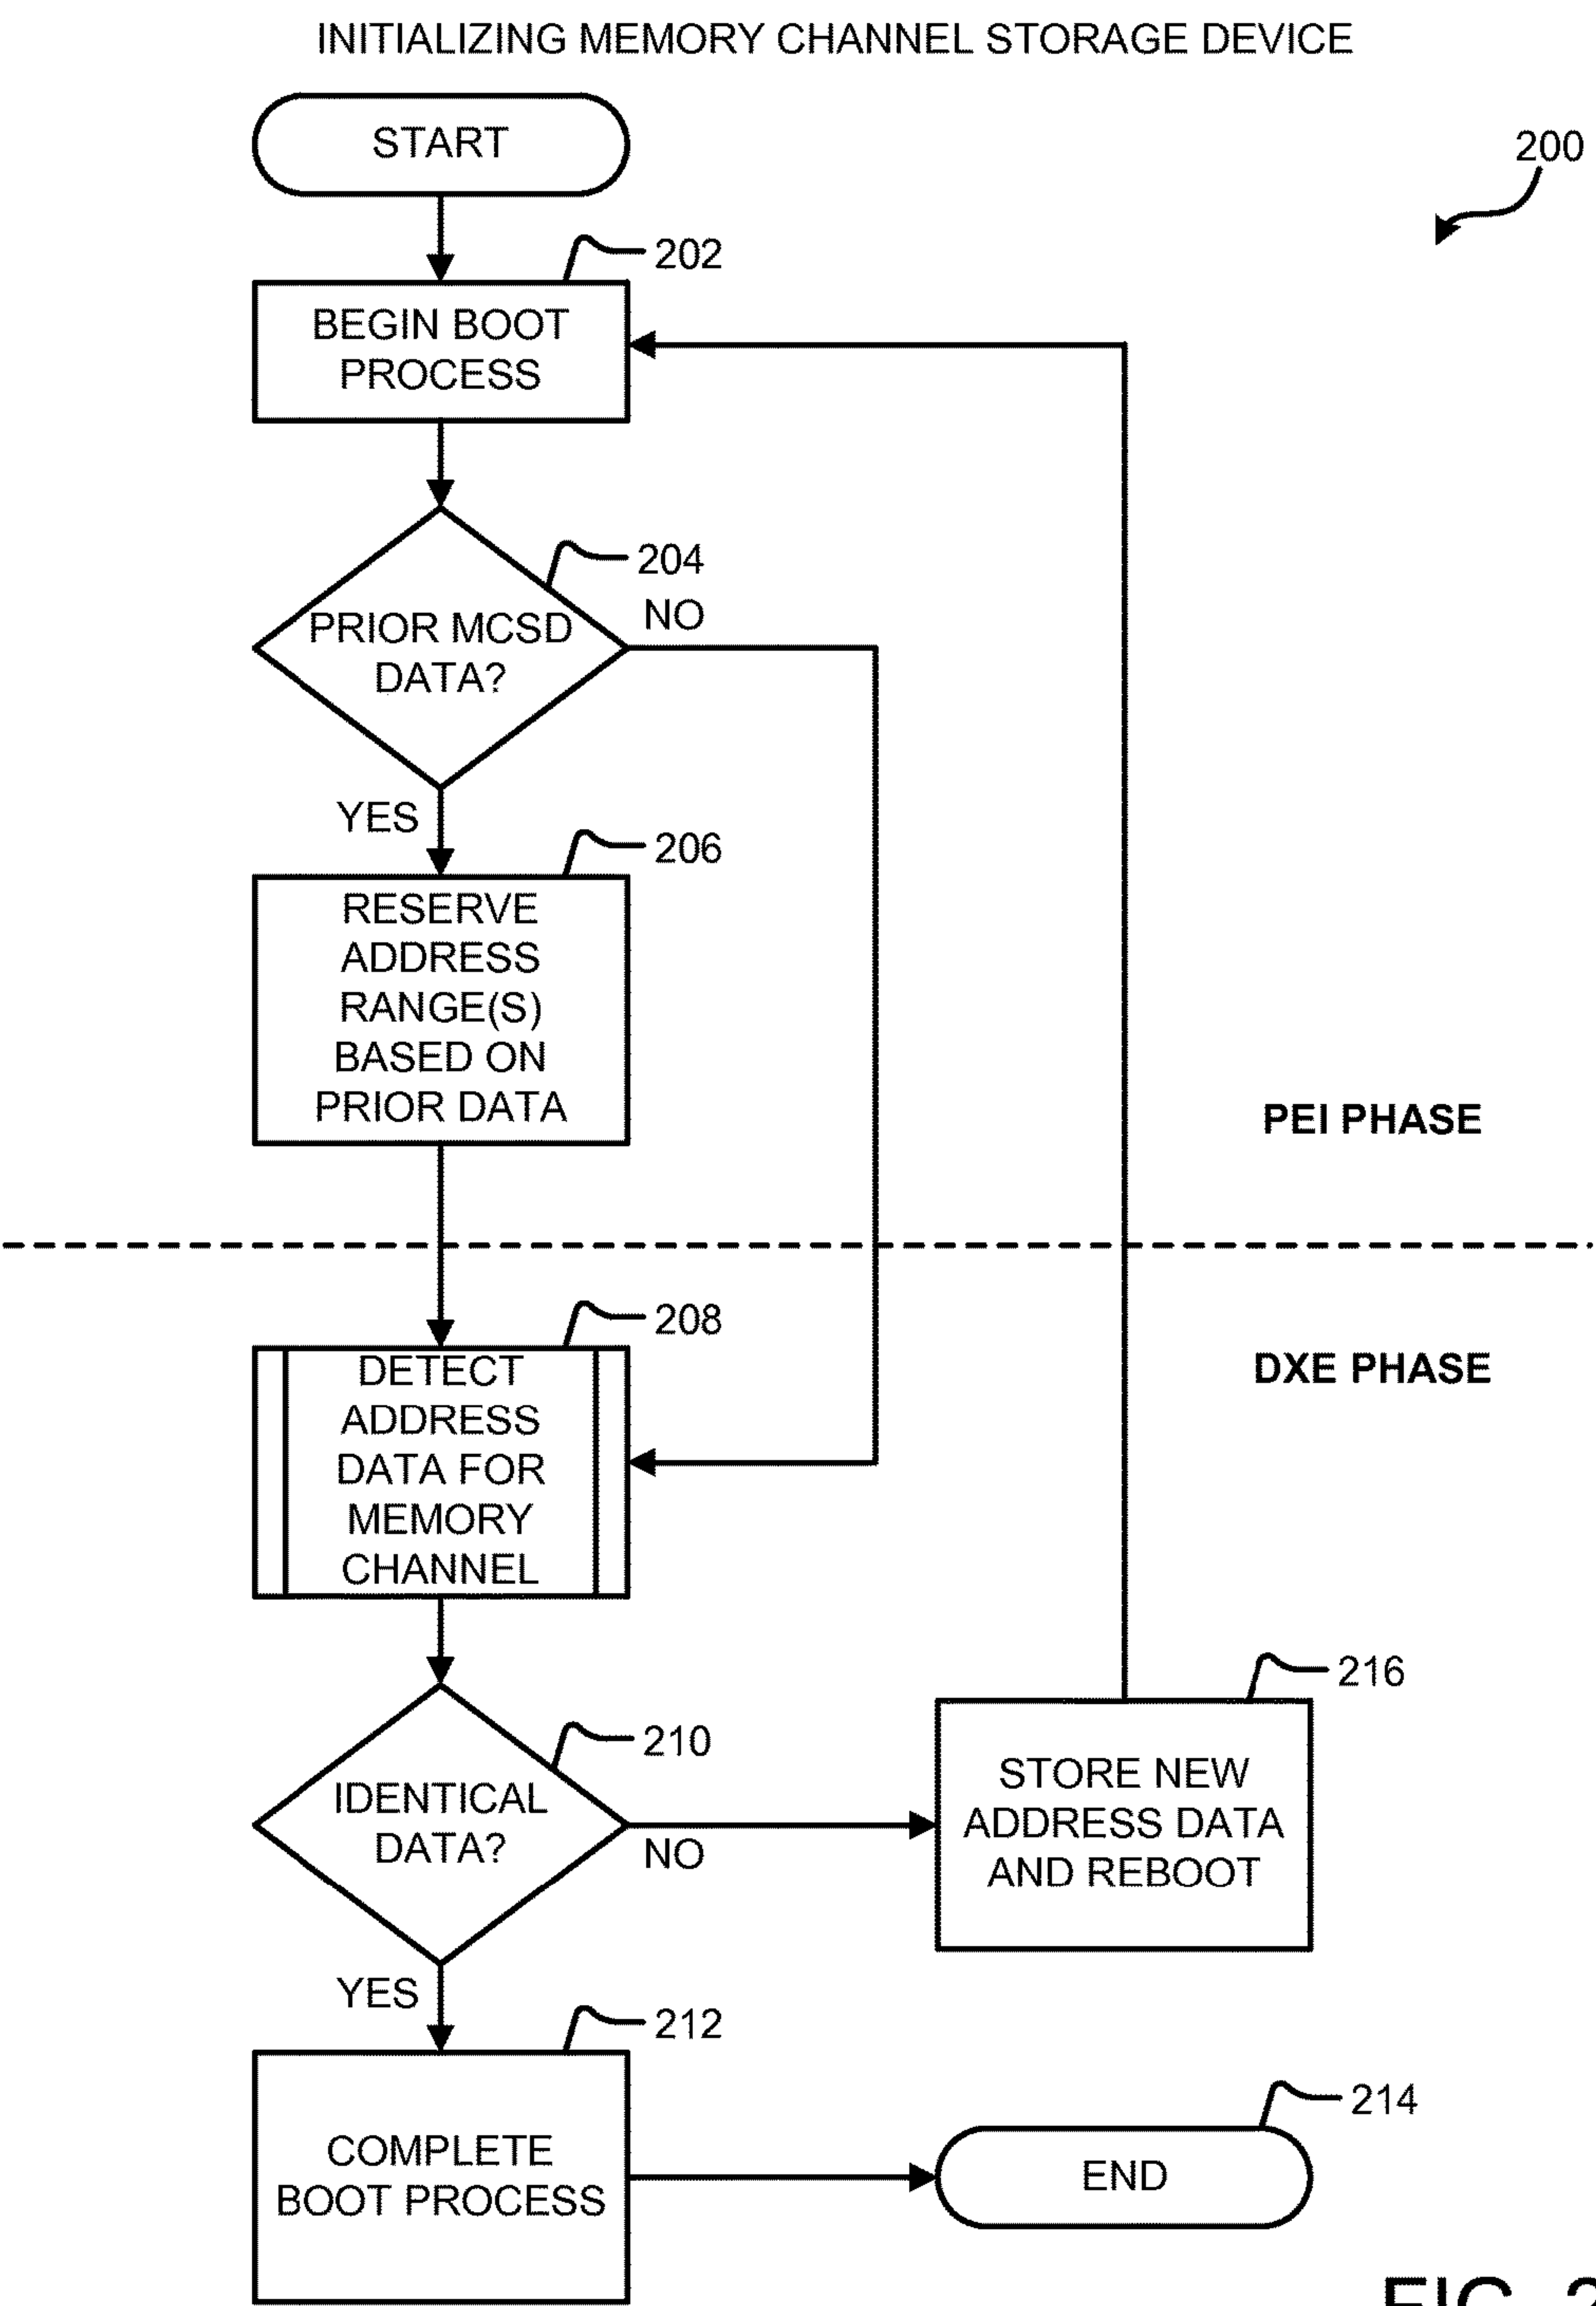 INITIALIZING MEMORY CHANNEL STORAGE DEVICE
START
200
202
BEGIN BOOT
PROCESS
204
NO
PRIOR MCSD
DATA?
YES
206
RESERVE
ADDRESS
RANGE(S)
BASED ON
PRIOR DATA
PEI PHASE
208
DXE PHASE
DETECT
ADDRESS
DATA FOR
MEMORY
CHANNEL
216
210
STORE NEW
ADDRESS DATA
AND REBOOT
IDENTICAL
DATA?
NO
YES
212
214
COMPLETE
BOOT PROCESS
END
FIG. 2